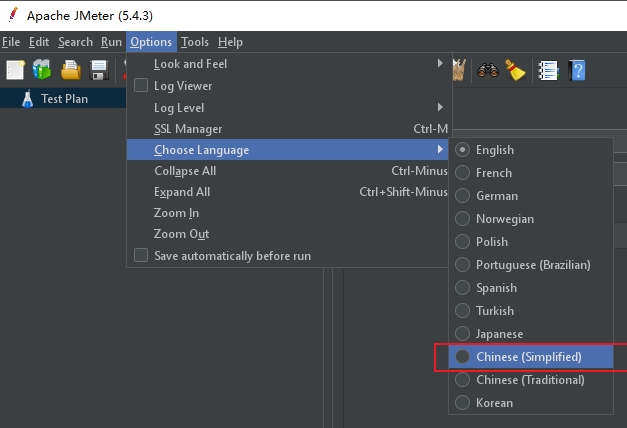 Apache JMeter (5.4.3)
File Edit Search Run Options Tools Help
Test Plan
Look and Feel
Log Viewer
Log Level
SSL Manager Ctrl-M
Choose Language
Collapse All Ctrl-Minus
Expand All Ctrl+Shift-Minus
Zoom In
Zoom Out
Save automatically before run
English
French
German
Norwegian
Polish
Portuguese (Brazilian)
Spanish
Turkish
Japanese
Chinese (Simplified)
Chinese (Traditional)
Korean